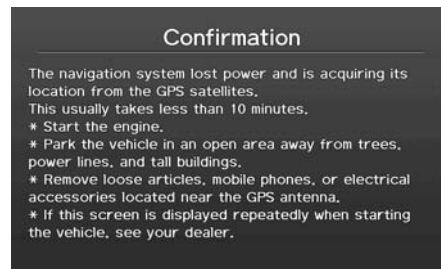 Confirmation
The navigation system lost power and is acquiring its
location from the GPS satellites.
This usually takes less than 10 minutes.
* Start the engine.
* Park the vehicle in an open area away from trees,
power lines, and tall buildings.
* Remove loose articles, mobile phones, or electrical
accessories located near the GPS antenna.
* If this screen is displayed repeatedly when starting
the vehicle, see your dealer.